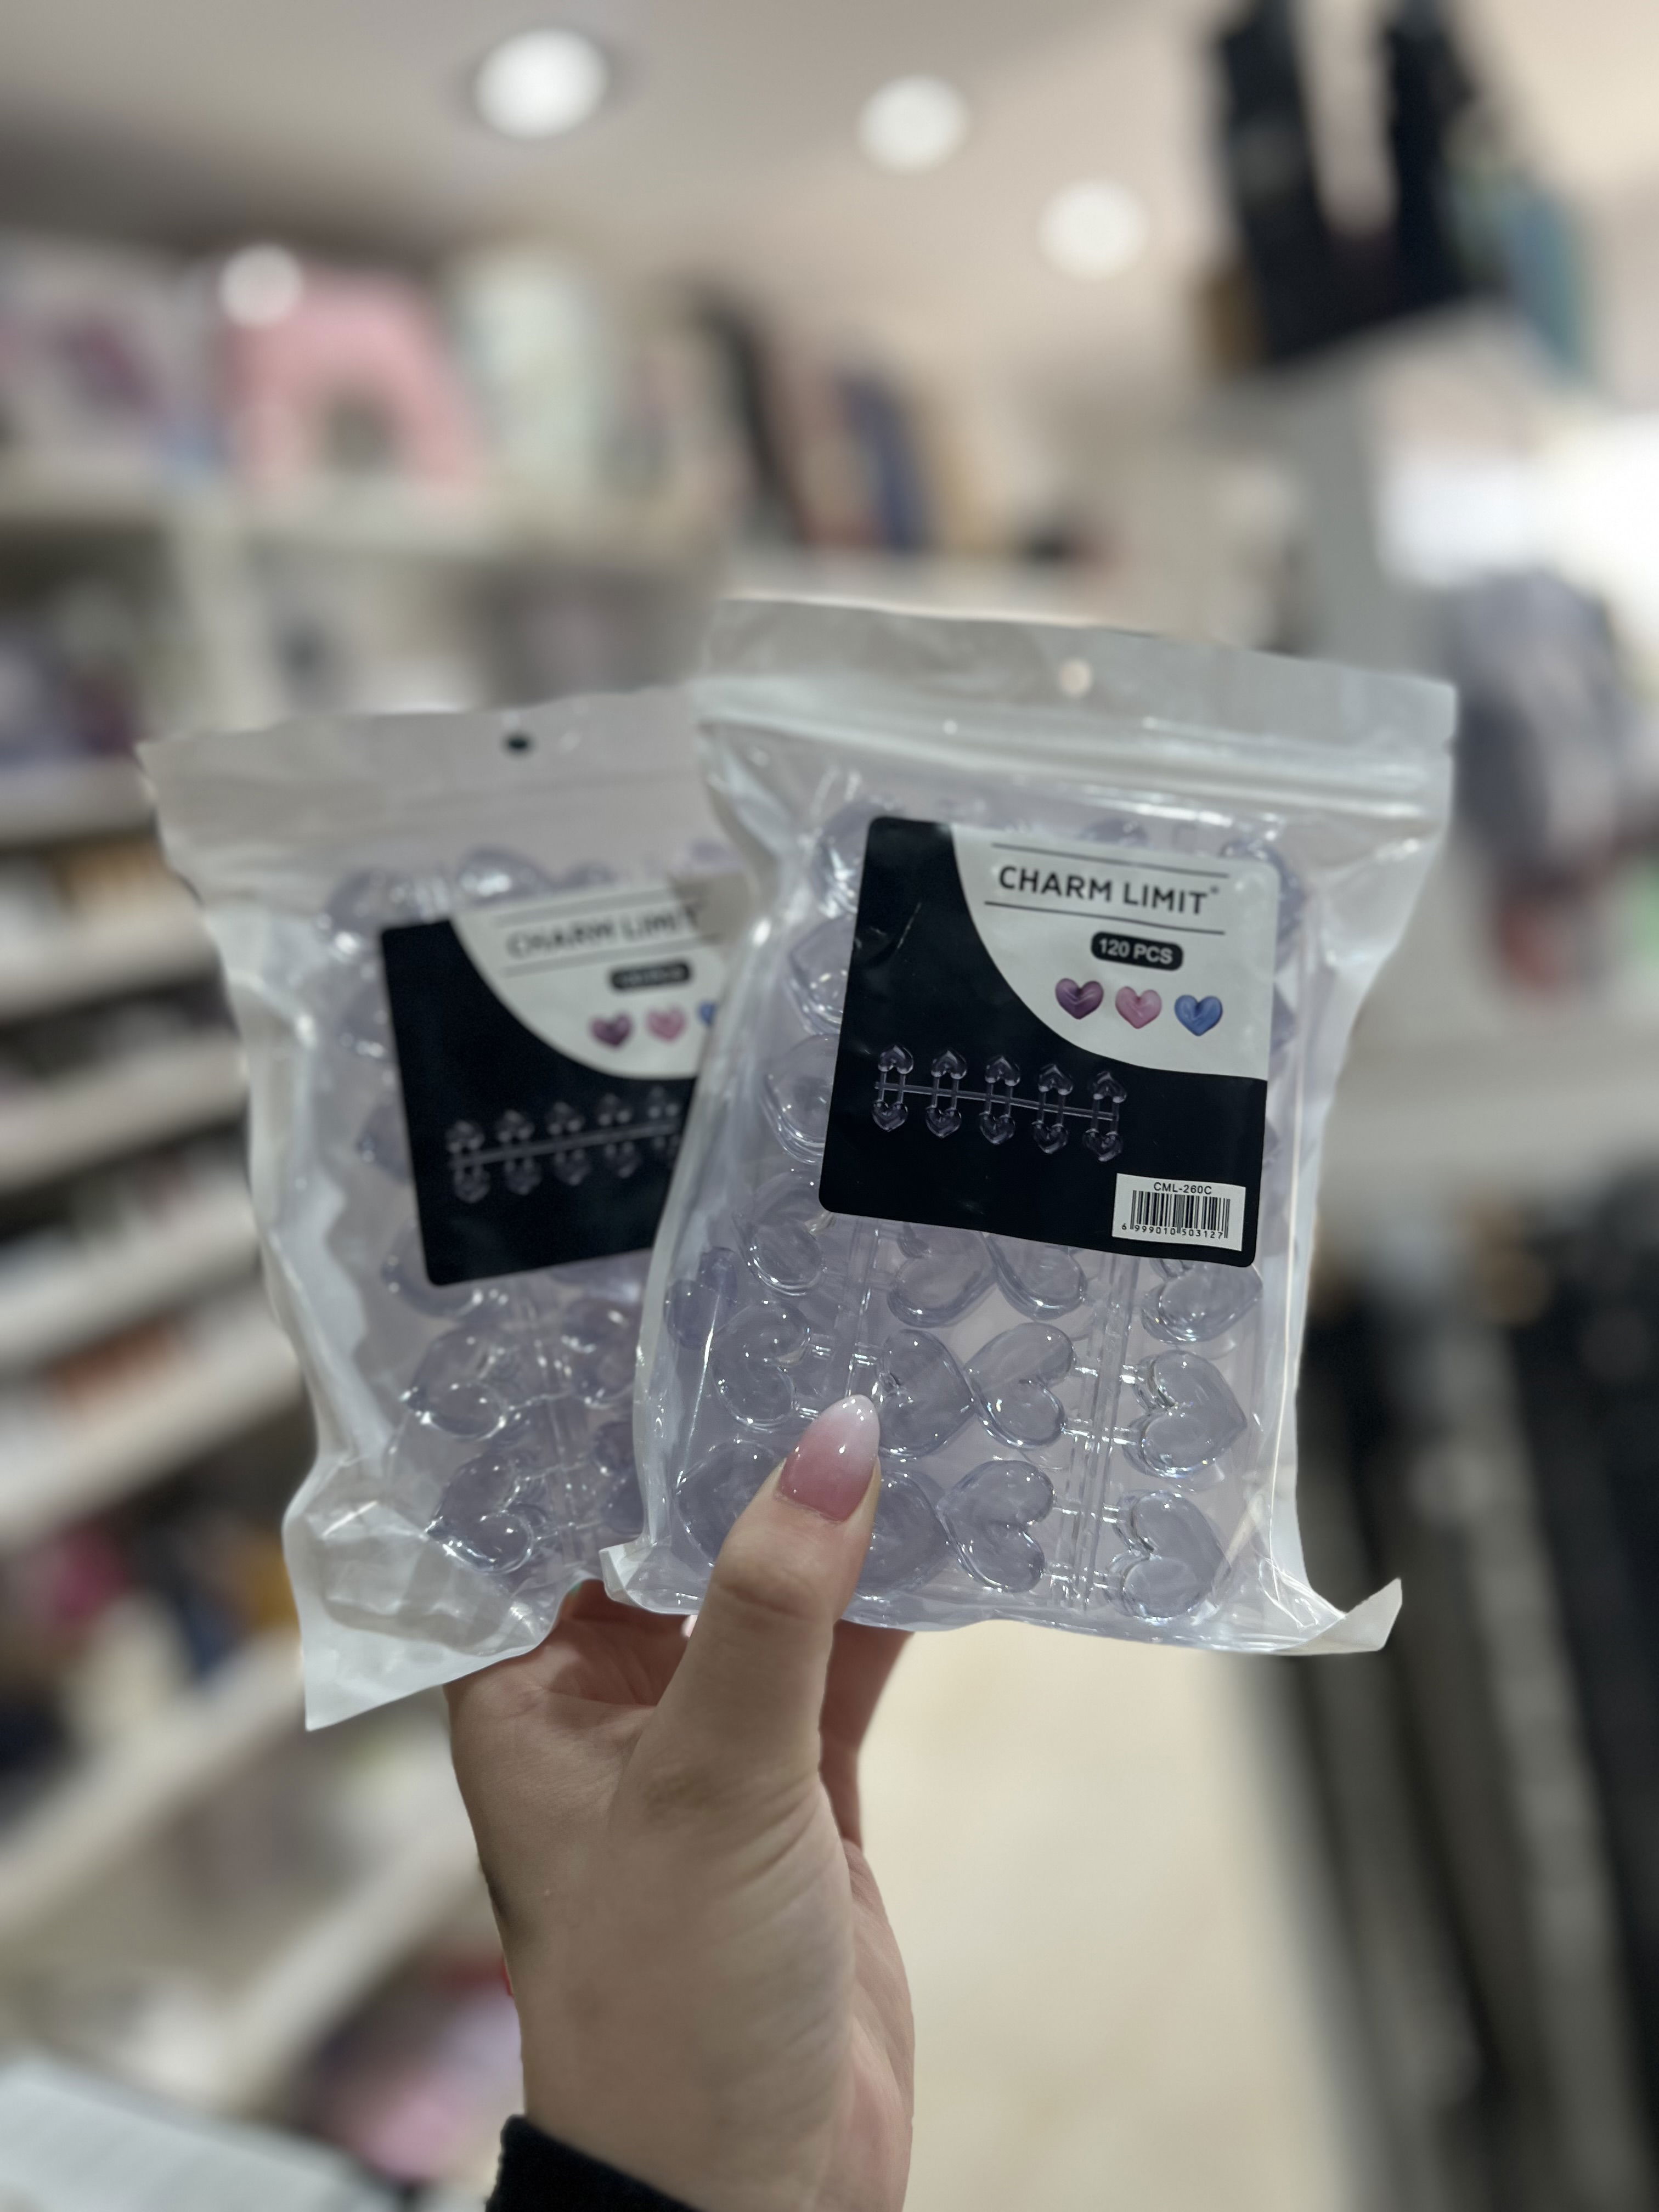 CHARM LIMIT
CHARM LIMIT®
120 PCS
CML-260C
6 999010 503127